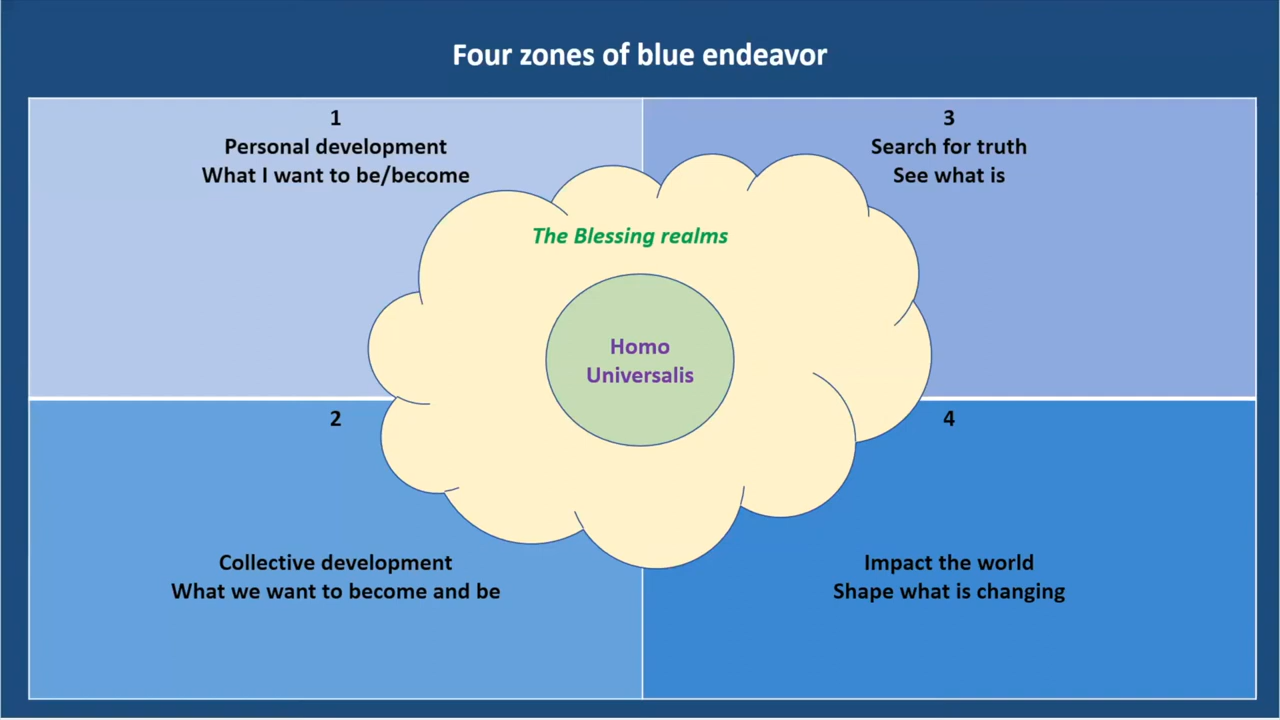 Four zones of blue endeavor
1
Personal development
What I want to be/become
3
Search for truth
See what is
The Blessing realms
Homo
Universalis
2
Collective development
What we want to become and be
4
Impact the world
Shape what is changing